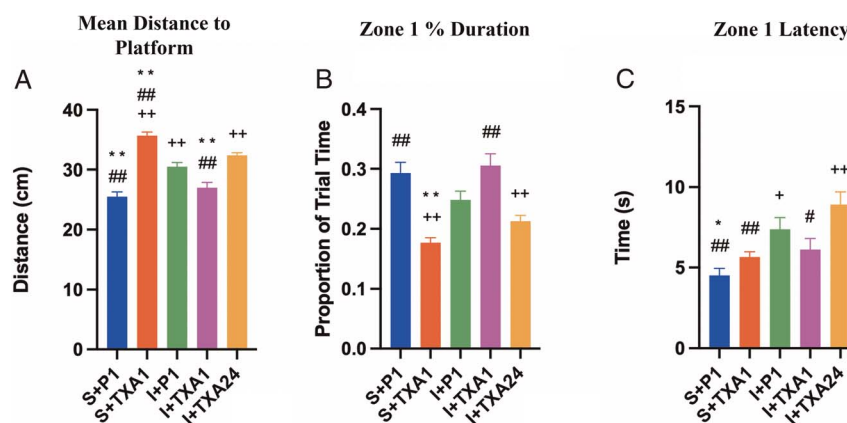 Mean Distance to
Platform
Zone 1 % Duration
Zone 1 Latency
A
B
C
**
##
**
##
++
++
**
##
++
40
30
20
10
0
Distance (cm)
S+P1
S+TXA1
I+P1
I+TXA1
I+TXA24
##
**
++
##
++
0.4
0.3
0.2
0.1
0.0
Proportion of Trial Time
S+P1
S+TXA1
I+P1
I+TXA1
I+TXA24
*
##
##
+
#
++
15
10
5
0
Time (s)
S+P1
S+TXA1
I+P1
I+TXA1
I+TXA24